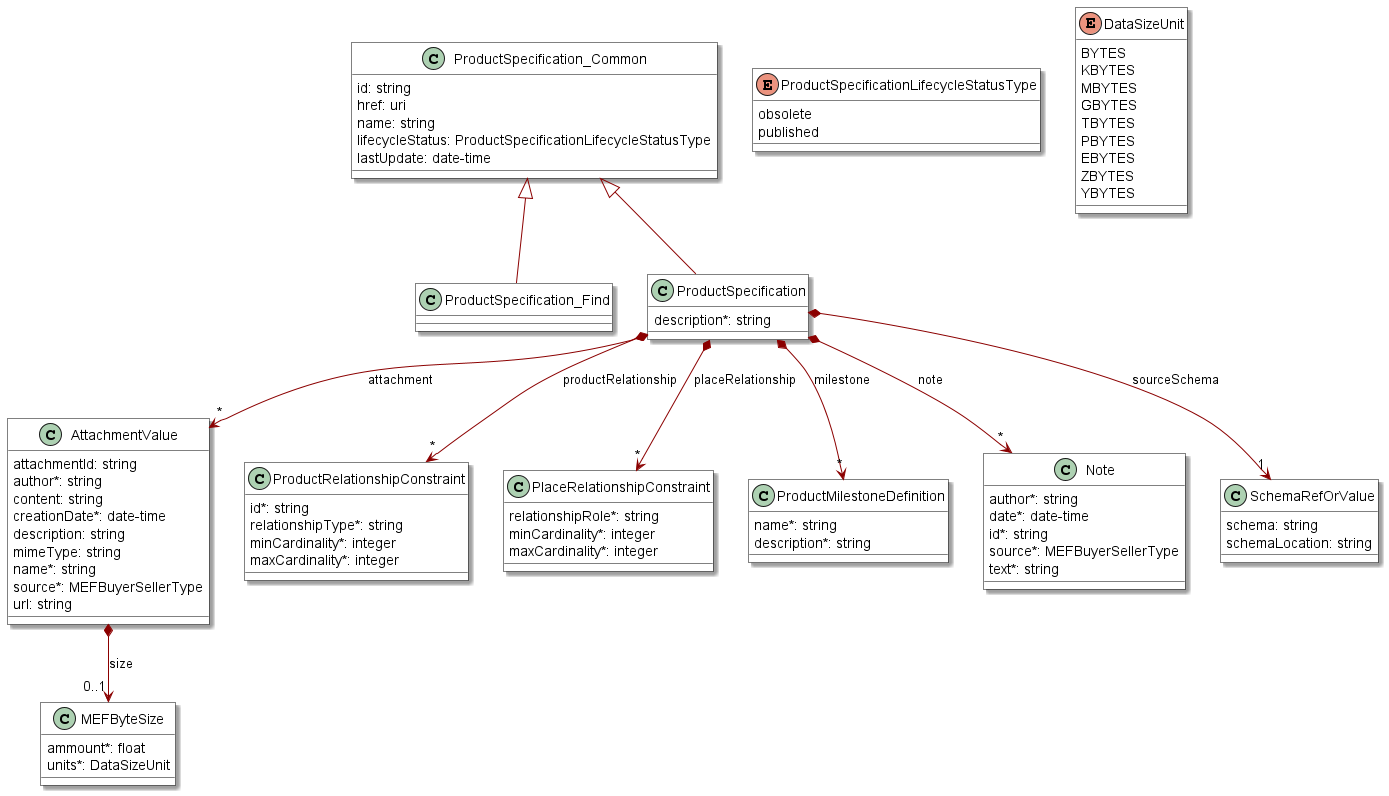 C ProductSpecification_Common
id: string
href: uri
name: string
lifecycleStatus: ProductSpecificationLifecycleStatusType
lastUpdate: date-time
E ProductSpecificationLifecycleStatusType
obsolete
published
E DataSizeUnit
BYTES
KBYTES
MBYTES
GBYTES
TBYTES
PBYTES
EBYTES
ZBYTES
YBYTES
C ProductSpecification_Find
C ProductSpecification
description*: string
attachment
productRelationship
placeRelationship
milestone
note
sourceSchema
*
*
*
*
*
1
C AttachmentValue
attachmentId: string
author*: string
content: string
creationDate*: date-time
description: string
mimeType: string
name*: string
source*: MEFBuyerSellerType
url: string
C ProductRelationshipConstraint
id*: string
relationshipType*: string
minCardinality*: integer
maxCardinality*: integer
C PlaceRelationshipConstraint
relationshipRole*: string
minCardinality*: integer
maxCardinality*: integer
C ProductMilestoneDefinition
name*: string
description*: string
C Note
author*: string
date*: date-time
id*: string
source*: MEFBuyerSellerType
text*: string
C SchemaRefOrValue
schema: string
schemaLocation: string
size
0..1
C MEFByteSize
ammount*: float
units*: DataSizeUnit